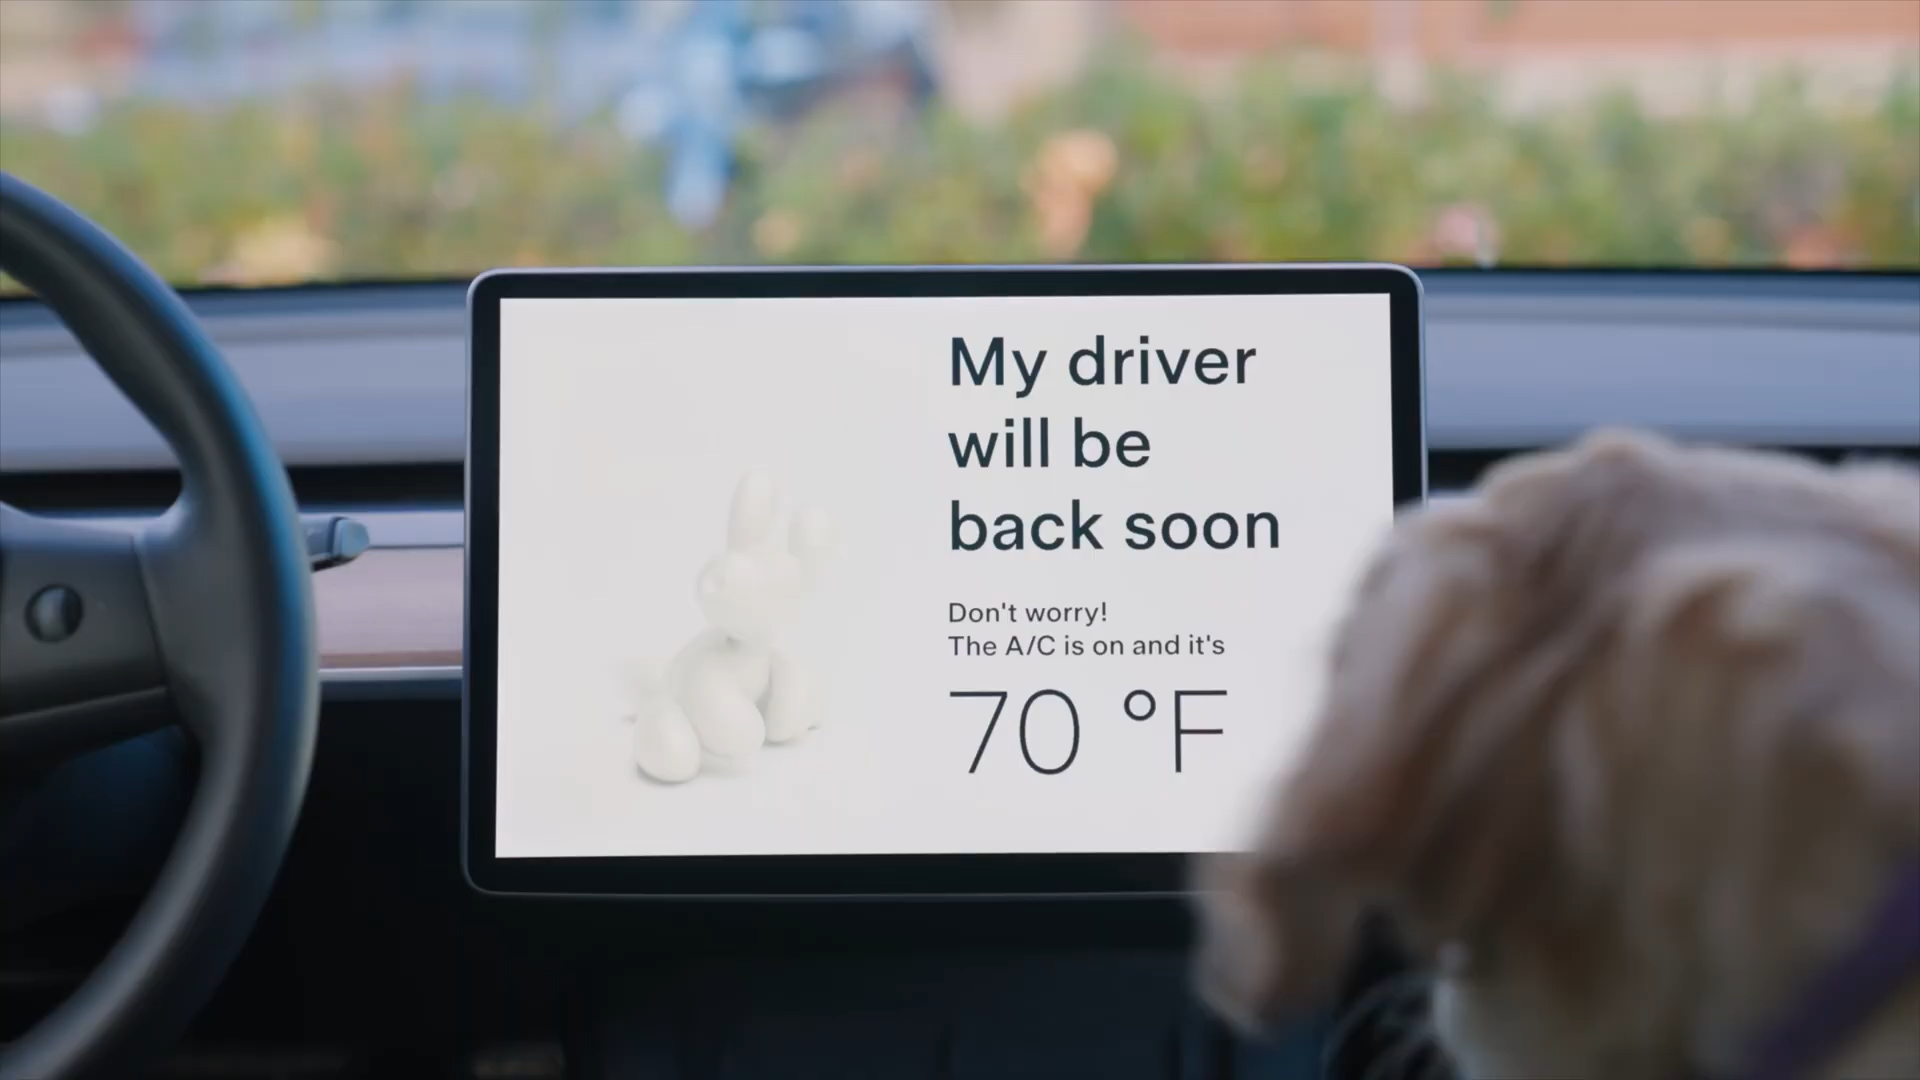 My driver
will be
back soon
Don't worry!
The A/C is on and it's
70 °F